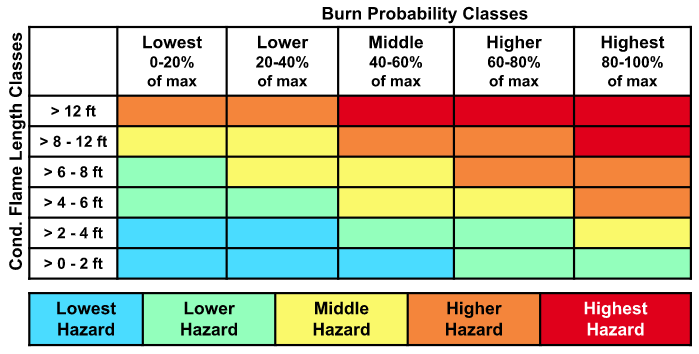 Burn Probability Classes
Cond. Flame Length Classes
Lowest Lower Middle Higher Highest
0-20% 20-40% 40-60% 60-80% 80-100%
of max of max of max of max of max
> 12 ft
> 8 - 12 ft
> 6 - 8 ft
> 4 - 6 ft
> 2 - 4 ft
> 0 - 2 ft
Lowest Lower Middle Higher Highest
Hazard Hazard Hazard Hazard Hazard